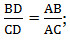 BD/CD = AB/AC;